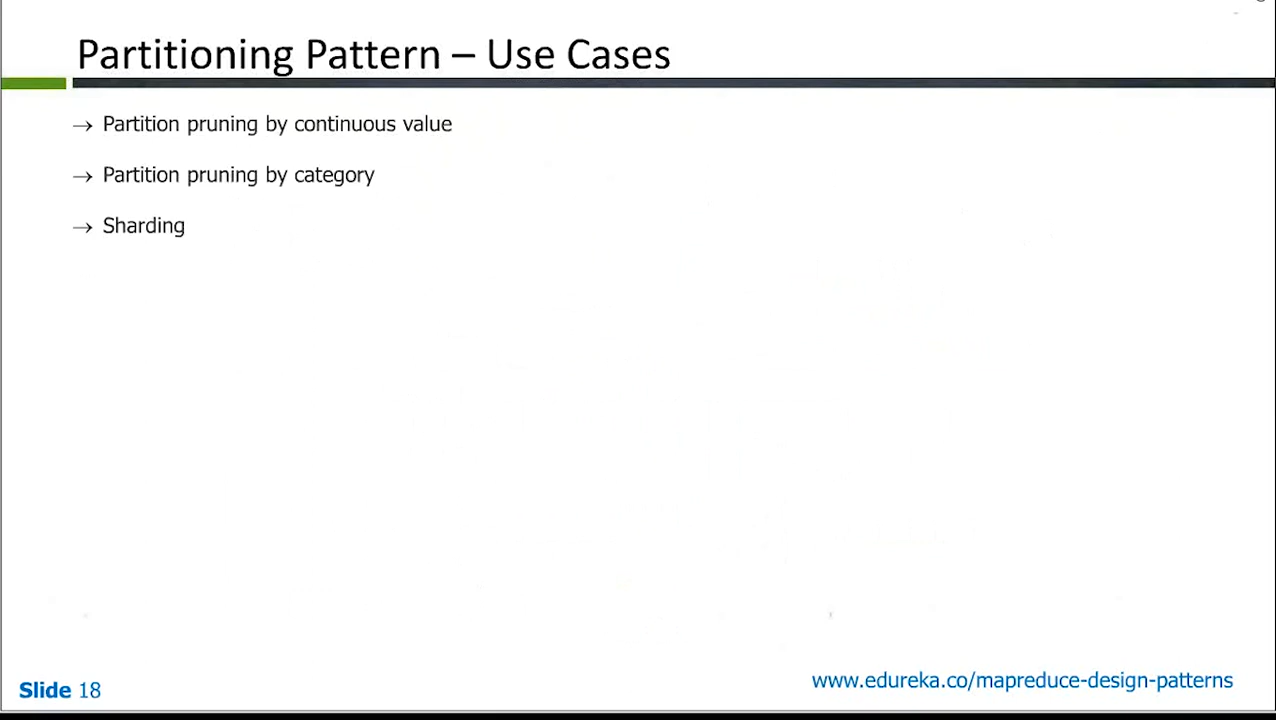 Partitioning Pattern – Use Cases
→ Partition pruning by continuous value
→ Partition pruning by category
→ Sharding
Slide 18
www.edureka.co/mapreduce-design-patterns